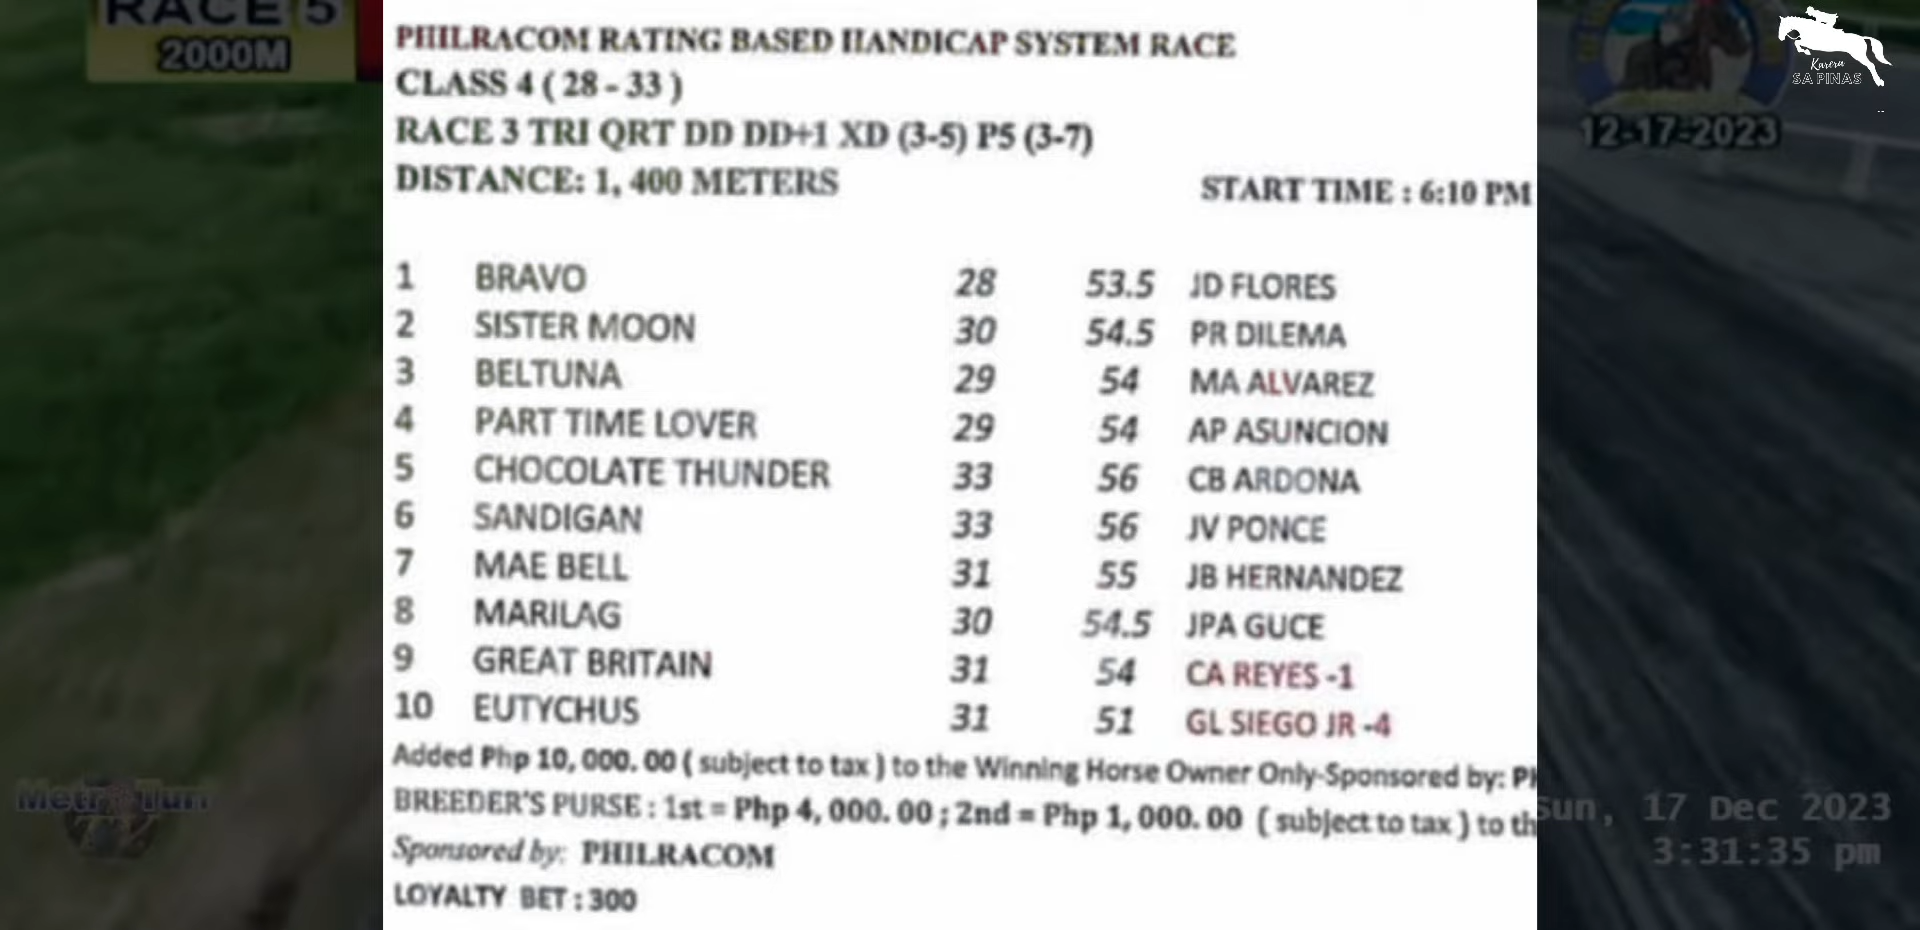 RACE 5
2000M
Karera
SA PINAS
12-17-2023
PHILRACOM RATING BASED HANDICAP SYSTEM RACE
CLASS 4 ( 28 - 33 )
RACE 3 TRI QRT DD DD+1 XD (3-5) P5 (3-7)
DISTANCE: 1, 400 METERS START TIME : 6:10 PM
1 BRAVO 28 53.5 JD FLORES
2 SISTER MOON 30 54.5 PR DILEMA
3 BELTUNA 29 54 MA ALVAREZ
4 PART TIME LOVER 29 54 AP ASUNCION
5 CHOCOLATE THUNDER 33 56 CB ARDONA
6 SANDIGAN 33 56 JV PONCE
7 MAE BELL 31 55 JB HERNANDEZ
8 MARILAG 30 54.5 JPA GUCE
9 GREAT BRITAIN 31 54 CA REYES -1
10 EUTYCHUS 31 51 GL SIEGO JR -4
Added Php 10, 000. 00 ( subject to tax ) to the Winning Horse Owner Only-Sponsored by:
BREEDER'S PURSE : 1st = Php 4, 000. 00 ; 2nd = Php 1, 000. 00 ( subject to tax ) to th
Sponsored by: PHILRACOM
LOYALTY BET : 300
MetroTurf
Sun, 17 Dec 2023
3:31:35 pm